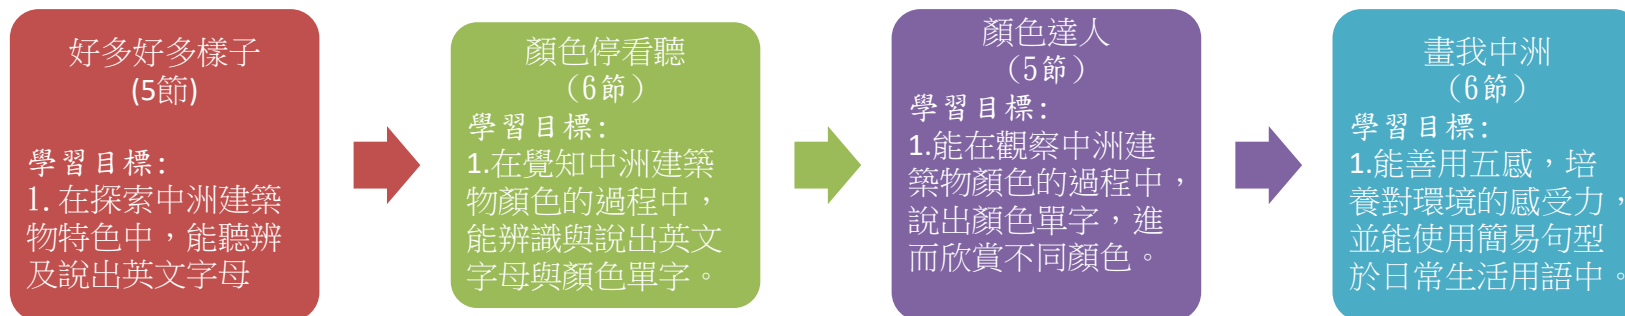 好多好多樣子
(5節)
學習目標:
1.在探索中洲建築
物特色中，能聽辨
及說出英文字母
顏色停看聽
（6節）
學習目標:
1.在覺知中洲建築
物顏色的過程中，
能辨識與說出英文
字母與顏色單字。
顏色達人
（5節）
學習目標:
1.能在觀察中洲建
築物顏色的過程中，
說出顏色單字，進
而欣賞不同顏色。
畫我中洲
（6節）
學習目標:
1.能善用五感，培
養對環境的感受力，
並能使用簡易句型
於日常生活用語中。